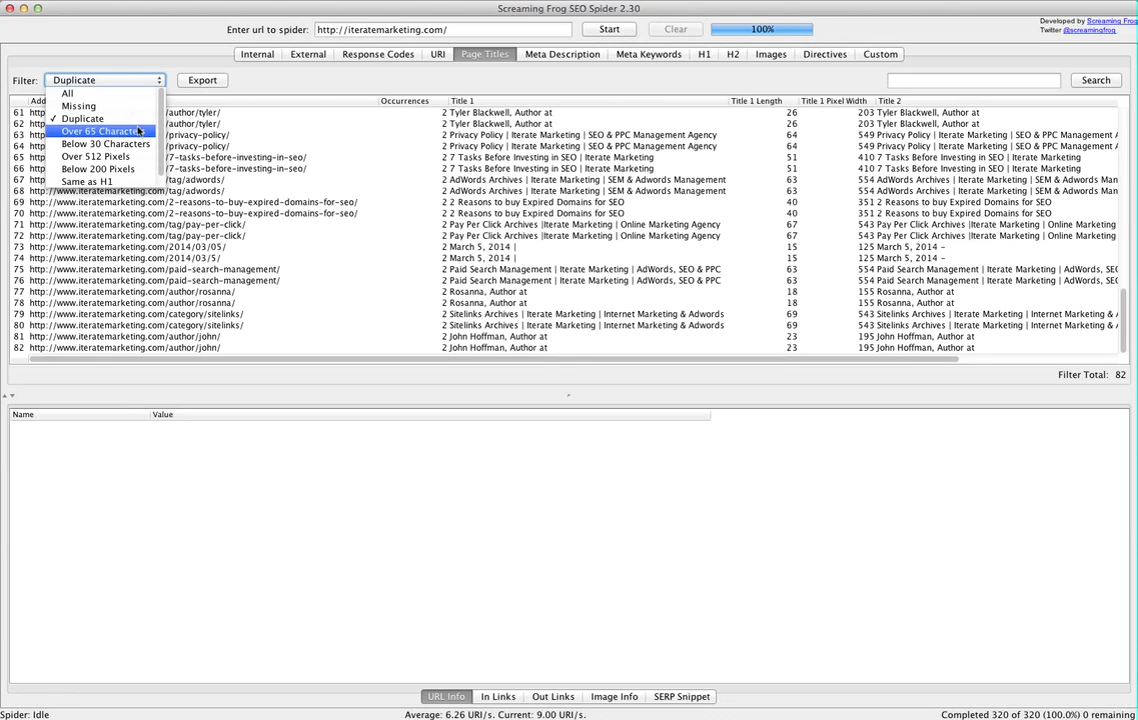 Screaming Frog SEO Spider 2.30
Enter url to spider: http://iteratemarketing.com/ Start Clear 100%
Developed by Screaming Frog
Twitter @screamingfrog
Internal External Response Codes URI Page Titles Meta Description Meta Keywords H1 H2 Images Directives Custom
Filter: Duplicate Export Search
All
Missing
✓ Duplicate
Over 65 Characte
Below 30 Characters
Over 512 Pixels
Below 200 Pixels
Same as H1
Add Occurrences Title 1 Title 1 Length Title 1 Pixel Width Title 2
61 http /author/tyler/ 2 Tyler Blackwell, Author at 26 203 Tyler Blackwell, Author at
62 http /author/tyler/ 2 Tyler Blackwell, Author at 26 203 Tyler Blackwell, Author at
63 http /privacy-policy/ 2 Privacy Policy | Iterate Marketing | SEO & PPC Management Agency 64 549 Privacy Policy | Iterate Marketing | SEO & PPC Management A
64 http /privacy-policy/ 2 Privacy Policy | Iterate Marketing | SEO & PPC Management Agency 64 549 Privacy Policy | Iterate Marketing | SEO & PPC Management A
65 http /7-tasks-before-investing-in-seo/ 2 7 Tasks Before Investing in SEO | Iterate Marketing 51 410 7 Tasks Before Investing in SEO | Iterate Marketing
66 http /7-tasks-before-investing-in-seo/ 2 7 Tasks Before Investing in SEO | Iterate Marketing 51 410 7 Tasks Before Investing in SEO | Iterate Marketing
67 http /tag/adwords/ 2 AdWords Archives | Iterate Marketing | SEM & Adwords Management 63 554 AdWords Archives | Iterate Marketing | SEM & Adwords Man
68 http://www.iteratemarketing.com/tag/adwords/ 2 AdWords Archives | Iterate Marketing | SEM & Adwords Management 63 554 AdWords Archives | Iterate Marketing | SEM & Adwords Man
69 http://www.iteratemarketing.com/2-reasons-to-buy-expired-domains-for-seo/ 2 2 Reasons to buy Expired Domains for SEO 40 351 2 Reasons to buy Expired Domains for SEO
70 http://www.iteratemarketing.com/2-reasons-to-buy-expired-domains-for-seo/ 2 2 Reasons to buy Expired Domains for SEO 40 351 2 Reasons to buy Expired Domains for SEO
71 http://www.iteratemarketing.com/tag/pay-per-click/ 2 Pay Per Click Archives |Iterate Marketing | Online Marketing Agency 67 543 Pay Per Click Archives |Iterate Marketing | Online Marketing
72 http://www.iteratemarketing.com/tag/pay-per-click/ 2 Pay Per Click Archives |Iterate Marketing | Online Marketing Agency 67 543 Pay Per Click Archives |Iterate Marketing | Online Marketing
73 http://www.iteratemarketing.com/2014/03/05/ 2 March 5, 2014 | 15 125 March 5, 2014 –
74 http://www.iteratemarketing.com/2014/03/5/ 2 March 5, 2014 | 15 125 March 5, 2014 –
75 http://www.iteratemarketing.com/paid-search-management/ 2 Paid Search Management | Iterate Marketing | AdWords, SEO & PPC 63 554 Paid Search Management | Iterate Marketing | AdWords, SEO
76 http://www.iteratemarketing.com/paid-search-management/ 2 Paid Search Management | Iterate Marketing | AdWords, SEO & PPC 63 554 Paid Search Management | Iterate Marketing | AdWords, SEO
77 http://www.iteratemarketing.com/author/rosanna/ 2 Rosanna, Author at 18 155 Rosanna, Author at
78 http://www.iteratemarketing.com/author/rosanna/ 2 Rosanna, Author at 18 155 Rosanna, Author at
79 http://www.iteratemarketing.com/category/sitelinks/ 2 Sitelinks Archives | Iterate Marketing | Internet Marketing & Adwords 69 543 Sitelinks Archives | Iterate Marketing | Internet Marketing & A
80 http://www.iteratemarketing.com/category/sitelinks/ 2 Sitelinks Archives | Iterate Marketing | Internet Marketing & Adwords 69 543 Sitelinks Archives | Iterate Marketing | Internet Marketing & A
81 http://www.iteratemarketing.com/author/john/ 2 John Hoffman, Author at 23 195 John Hoffman, Author at
82 http://www.iteratemarketing.com/author/john/ 2 John Hoffman, Author at 23 195 John Hoffman, Author at
Filter Total: 82
Name Value
URL Info In Links Out Links Image Info SERP Snippet
Spider: Idle Average: 6.26 URI/s. Current: 9.00 URI/s. Completed 320 of 320 (100.0%) 0 remaining